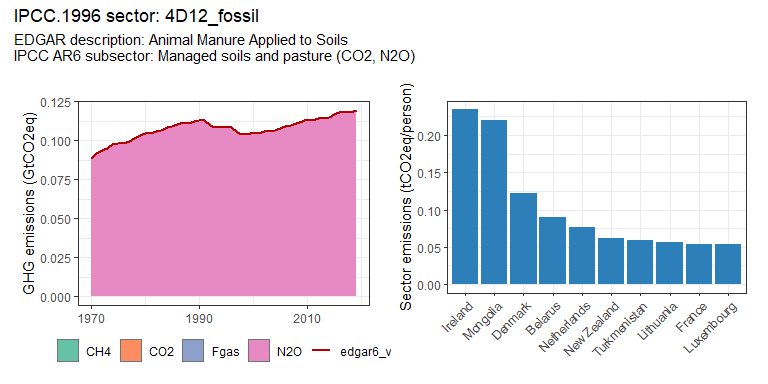 IPCC.1996 sector: 4D12_fossil
EDGAR description: Animal Manure Applied to Soils
IPCC AR6 subsector: Managed soils and pasture (CO2, N2O)
GHG emissions (GtCO2eq)
0.125
0.100
0.075
0.050
0.025
0.000
1970
1990
2010
CH4
CO2
Fgas
N2O
edgar6_v
Sector emissions (tCO2eq/person)
0.20
0.15
0.10
0.05
0.00
Ireland
Mongolia
Denmark
Belarus
Netherlands
New Zealand
Turkmenistan
Lithuania
France
Luxembourg